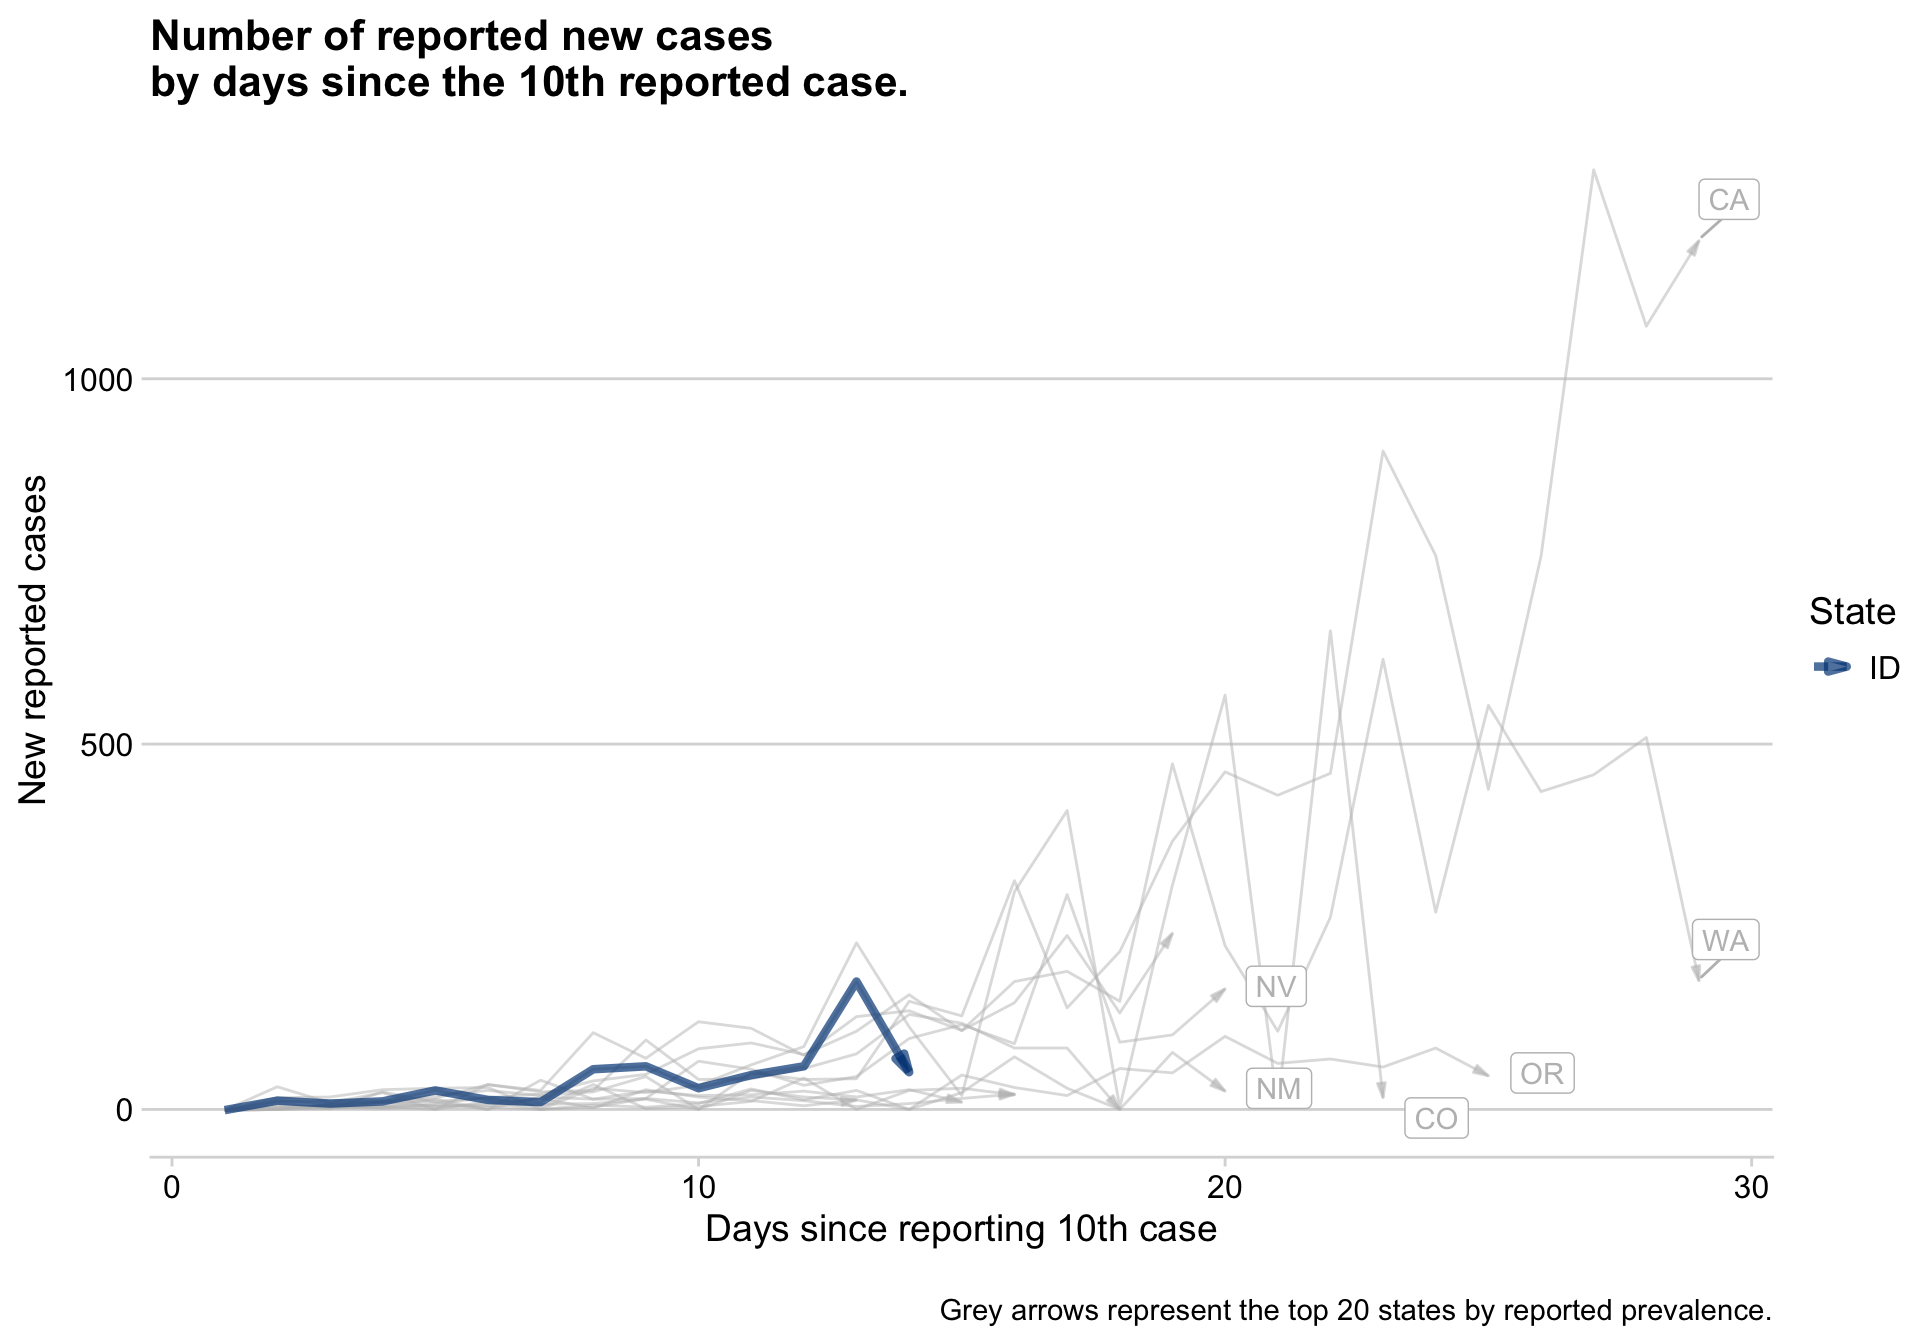 Number of reported new cases
by days since the 10th reported case.
CA
1000
New reported cases
State
ID
500
WA
NV
OR
NM
CO
0
0 10 20 30
Days since reporting 10th case
Grey arrows represent the top 20 states by reported prevalence.